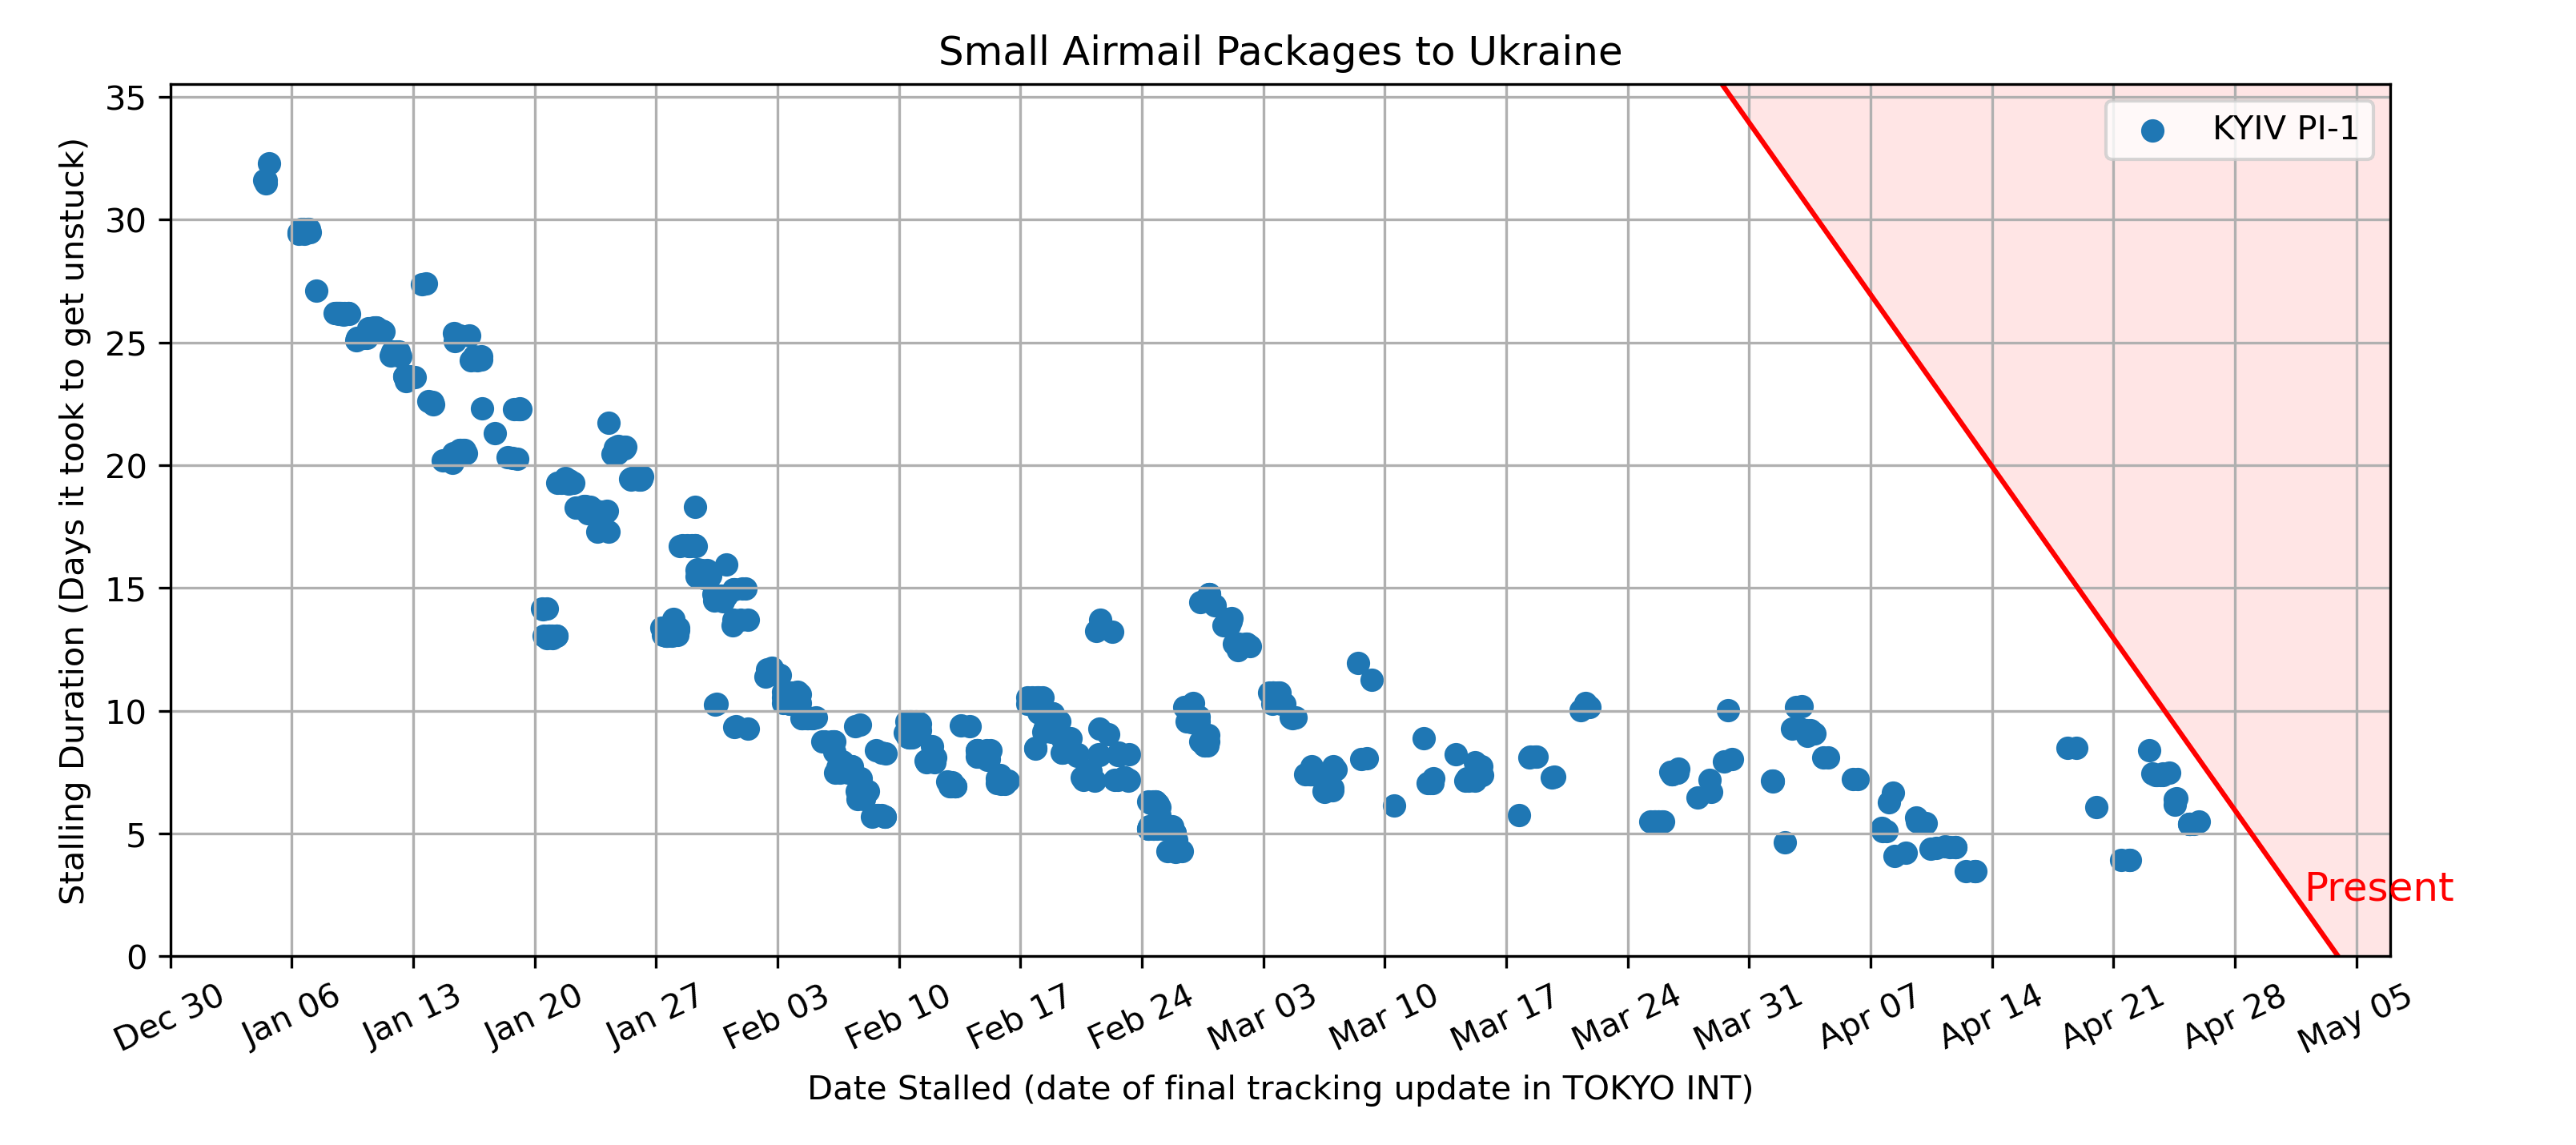 Small Airmail Packages to Ukraine
KYIV PI-1
Stalling Duration (Days it took to get unstuck)
35
30
25
20
15
10
5
0
Present
Dec 30
Jan 06
Jan 13
Jan 20
Jan 27
Feb 03
Feb 10
Feb 17
Feb 24
Mar 03
Mar 10
Mar 17
Mar 24
Mar 31
Apr 07
Apr 14
Apr 21
Apr 28
May 05
Date Stalled (date of final tracking update in TOKYO INT)